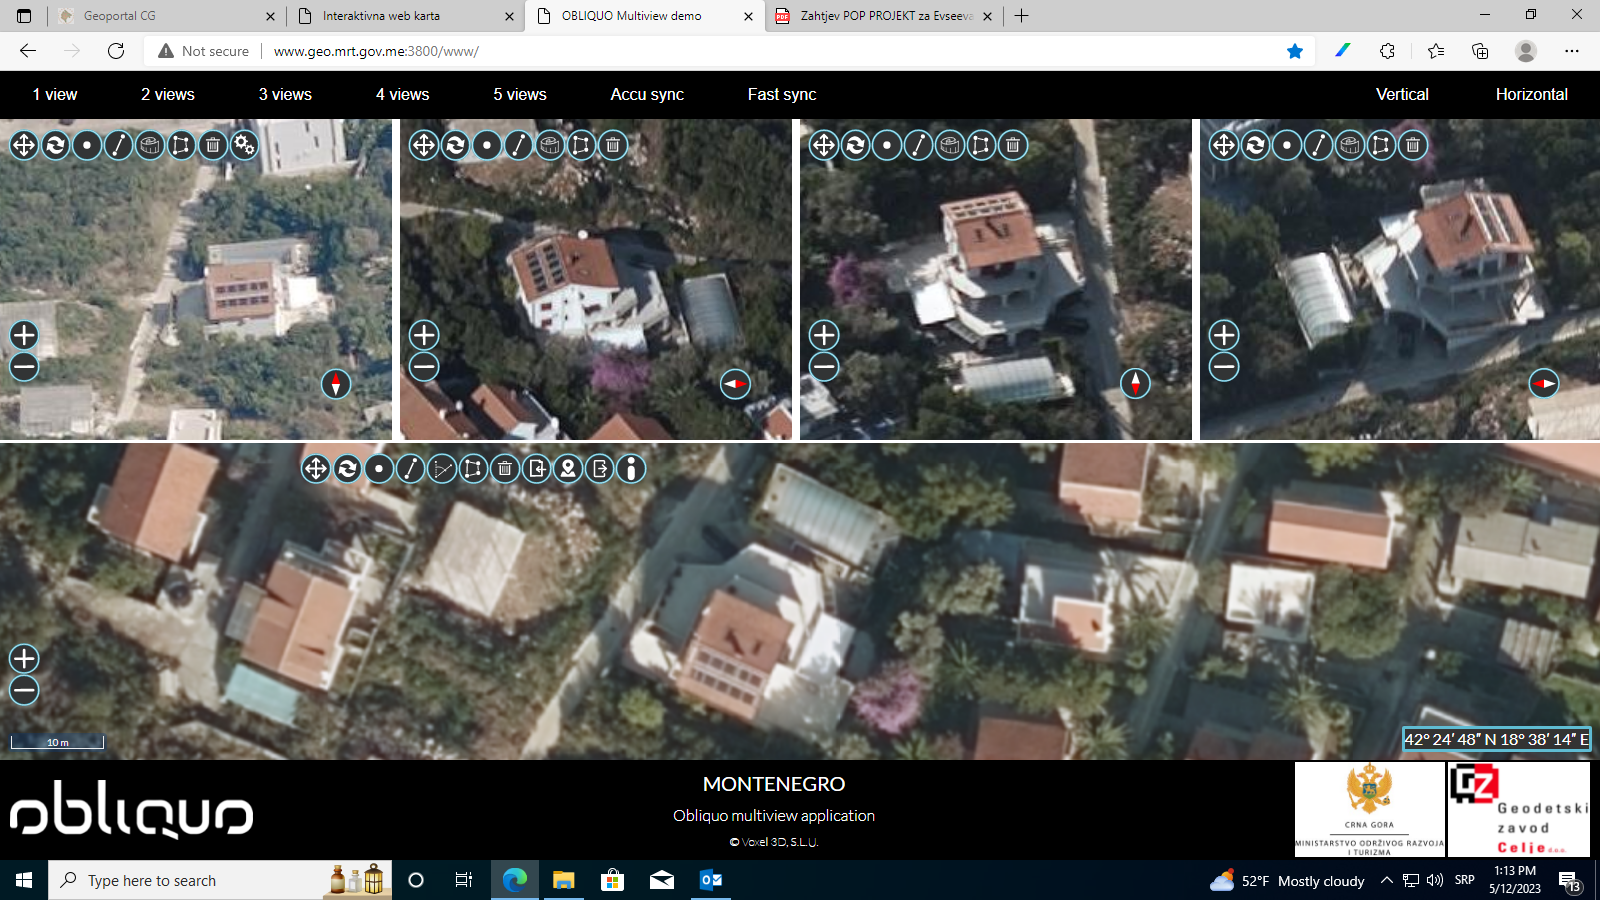 Geoportal CG
Interaktivna web karta
OBLIQUO Multiview demo
Zahtjev POP PROJEKT za Evseeva
Not secure
www.geo.mrt.gov.me:3800/www/
1 view
2 views
3 views
4 views
5 views
Accu sync
Fast sync
Vertical
Horizontal
10 m
42° 24′ 48″ N 18° 38′ 14″ E
obliquo
MONTENEGRO
Obliquo multiview application
© Voxel 3D, S.L.U.
CRNA GORA
MINISTARSTVO ODRŽIVOG RAZVOJA
I TURIZMA
GZ
Geodetski
zavod
Celje d.o.o.
Type here to search
52°F Mostly cloudy
SRP
1:13 PM
5/12/2023
13